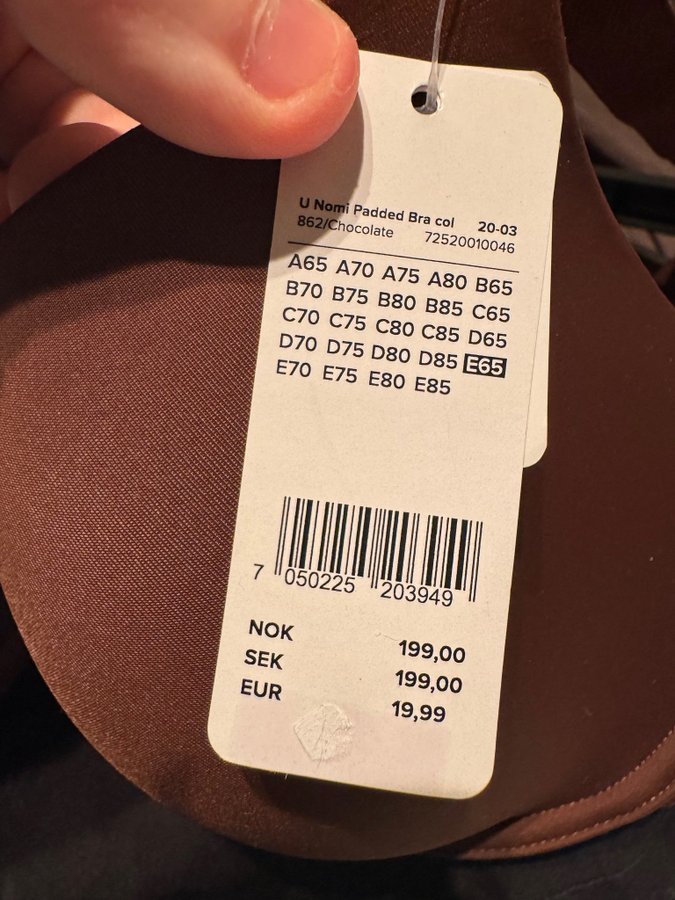 U Nomi Padded Bra col 20-03
862/Chocolate 72520010046
A65 A70 A75 A80 B65
B70 B75 B80 B85 C65
C70 C75 C80 C85 D65
D70 D75 D80 D85 E65
E70 E75 E80 E85
7 050225 203949
NOK 199,00
SEK 199,00
EUR 19,99